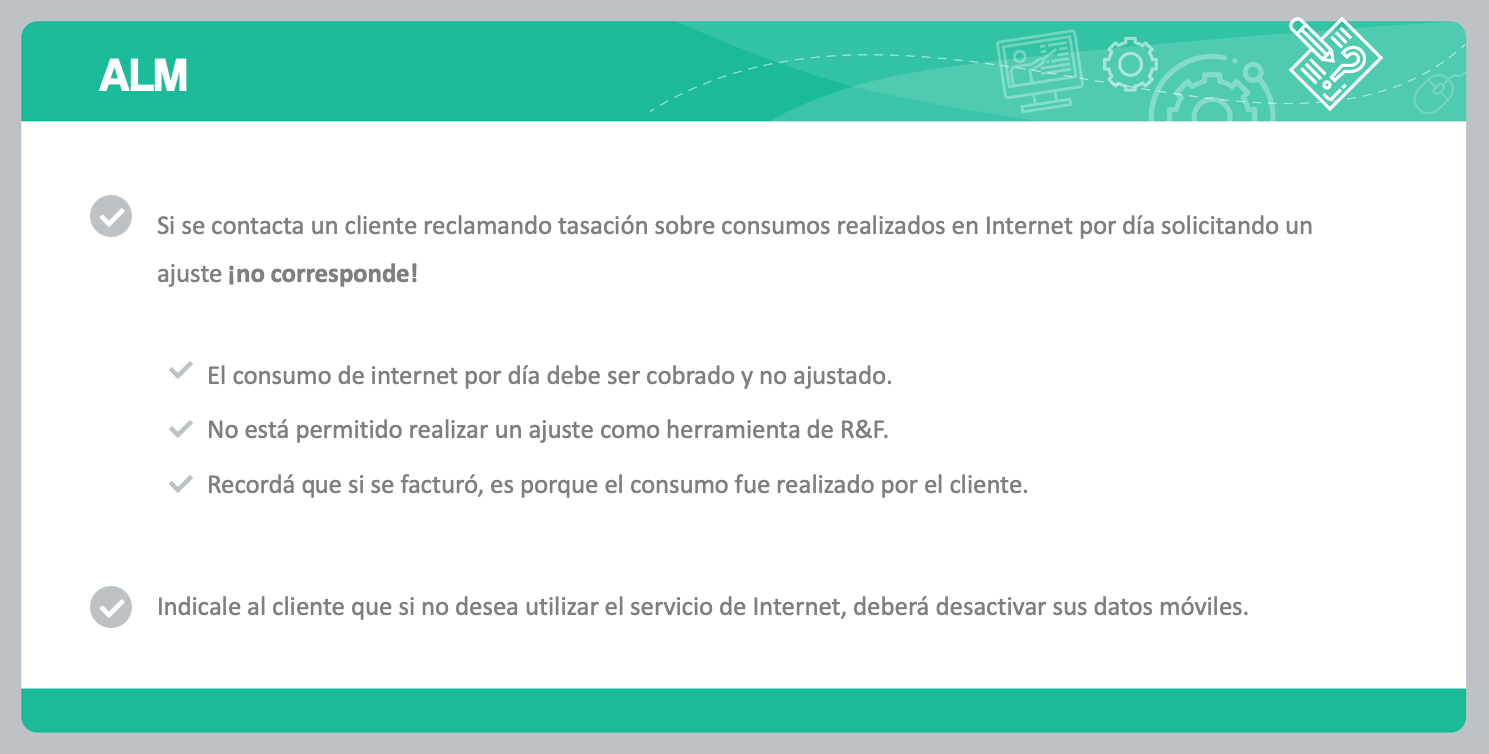 ALM
Si se contacta un cliente reclamando tasación sobre consumos realizados en Internet por día solicitando un
ajuste ¡no corresponde!
El consumo de internet por día debe ser cobrado y no ajustado.
No está permitido realizar un ajuste como herramienta de R&F.
Recordá que si se facturó, es porque el consumo fue realizado por el cliente.
Indicale al cliente que si no desea utilizar el servicio de Internet, deberá desactivar sus datos móviles.